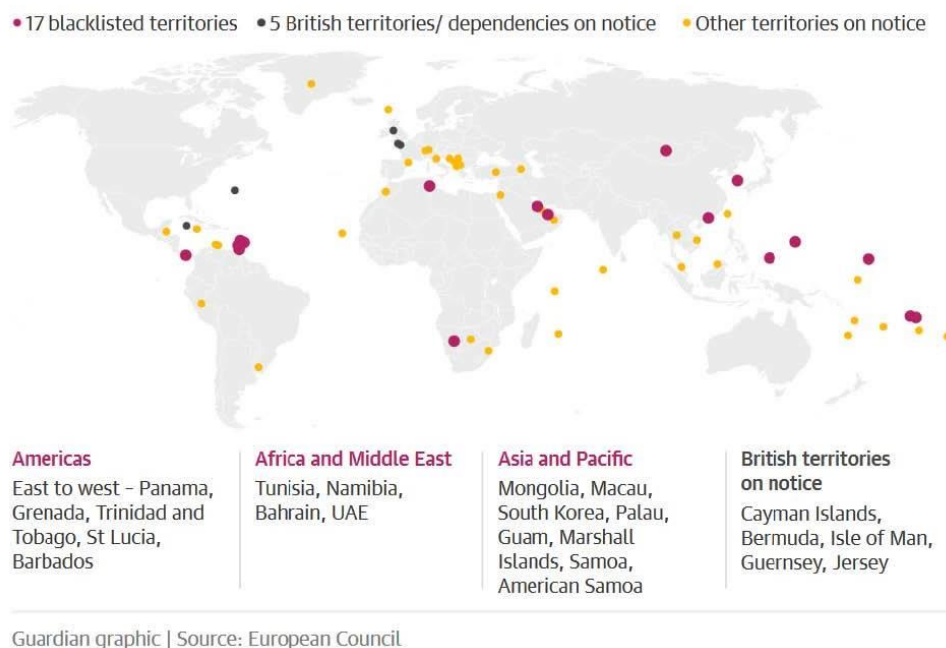 17 blacklisted territories
5 British territories/ dependencies on notice
Other territories on notice
Americas
East to west – Panama,
Grenada, Trinidad and
Tobago, St Lucia,
Barbados
Africa and Middle East
Tunisia, Namibia,
Bahrain, UAE
Asia and Pacific
Mongolia, Macau,
South Korea, Palau,
Guam, Marshall
Islands, Samoa,
American Samoa
British territories
on notice
Cayman Islands,
Bermuda, Isle of Man,
Guernsey, Jersey
Guardian graphic | Source: European Council